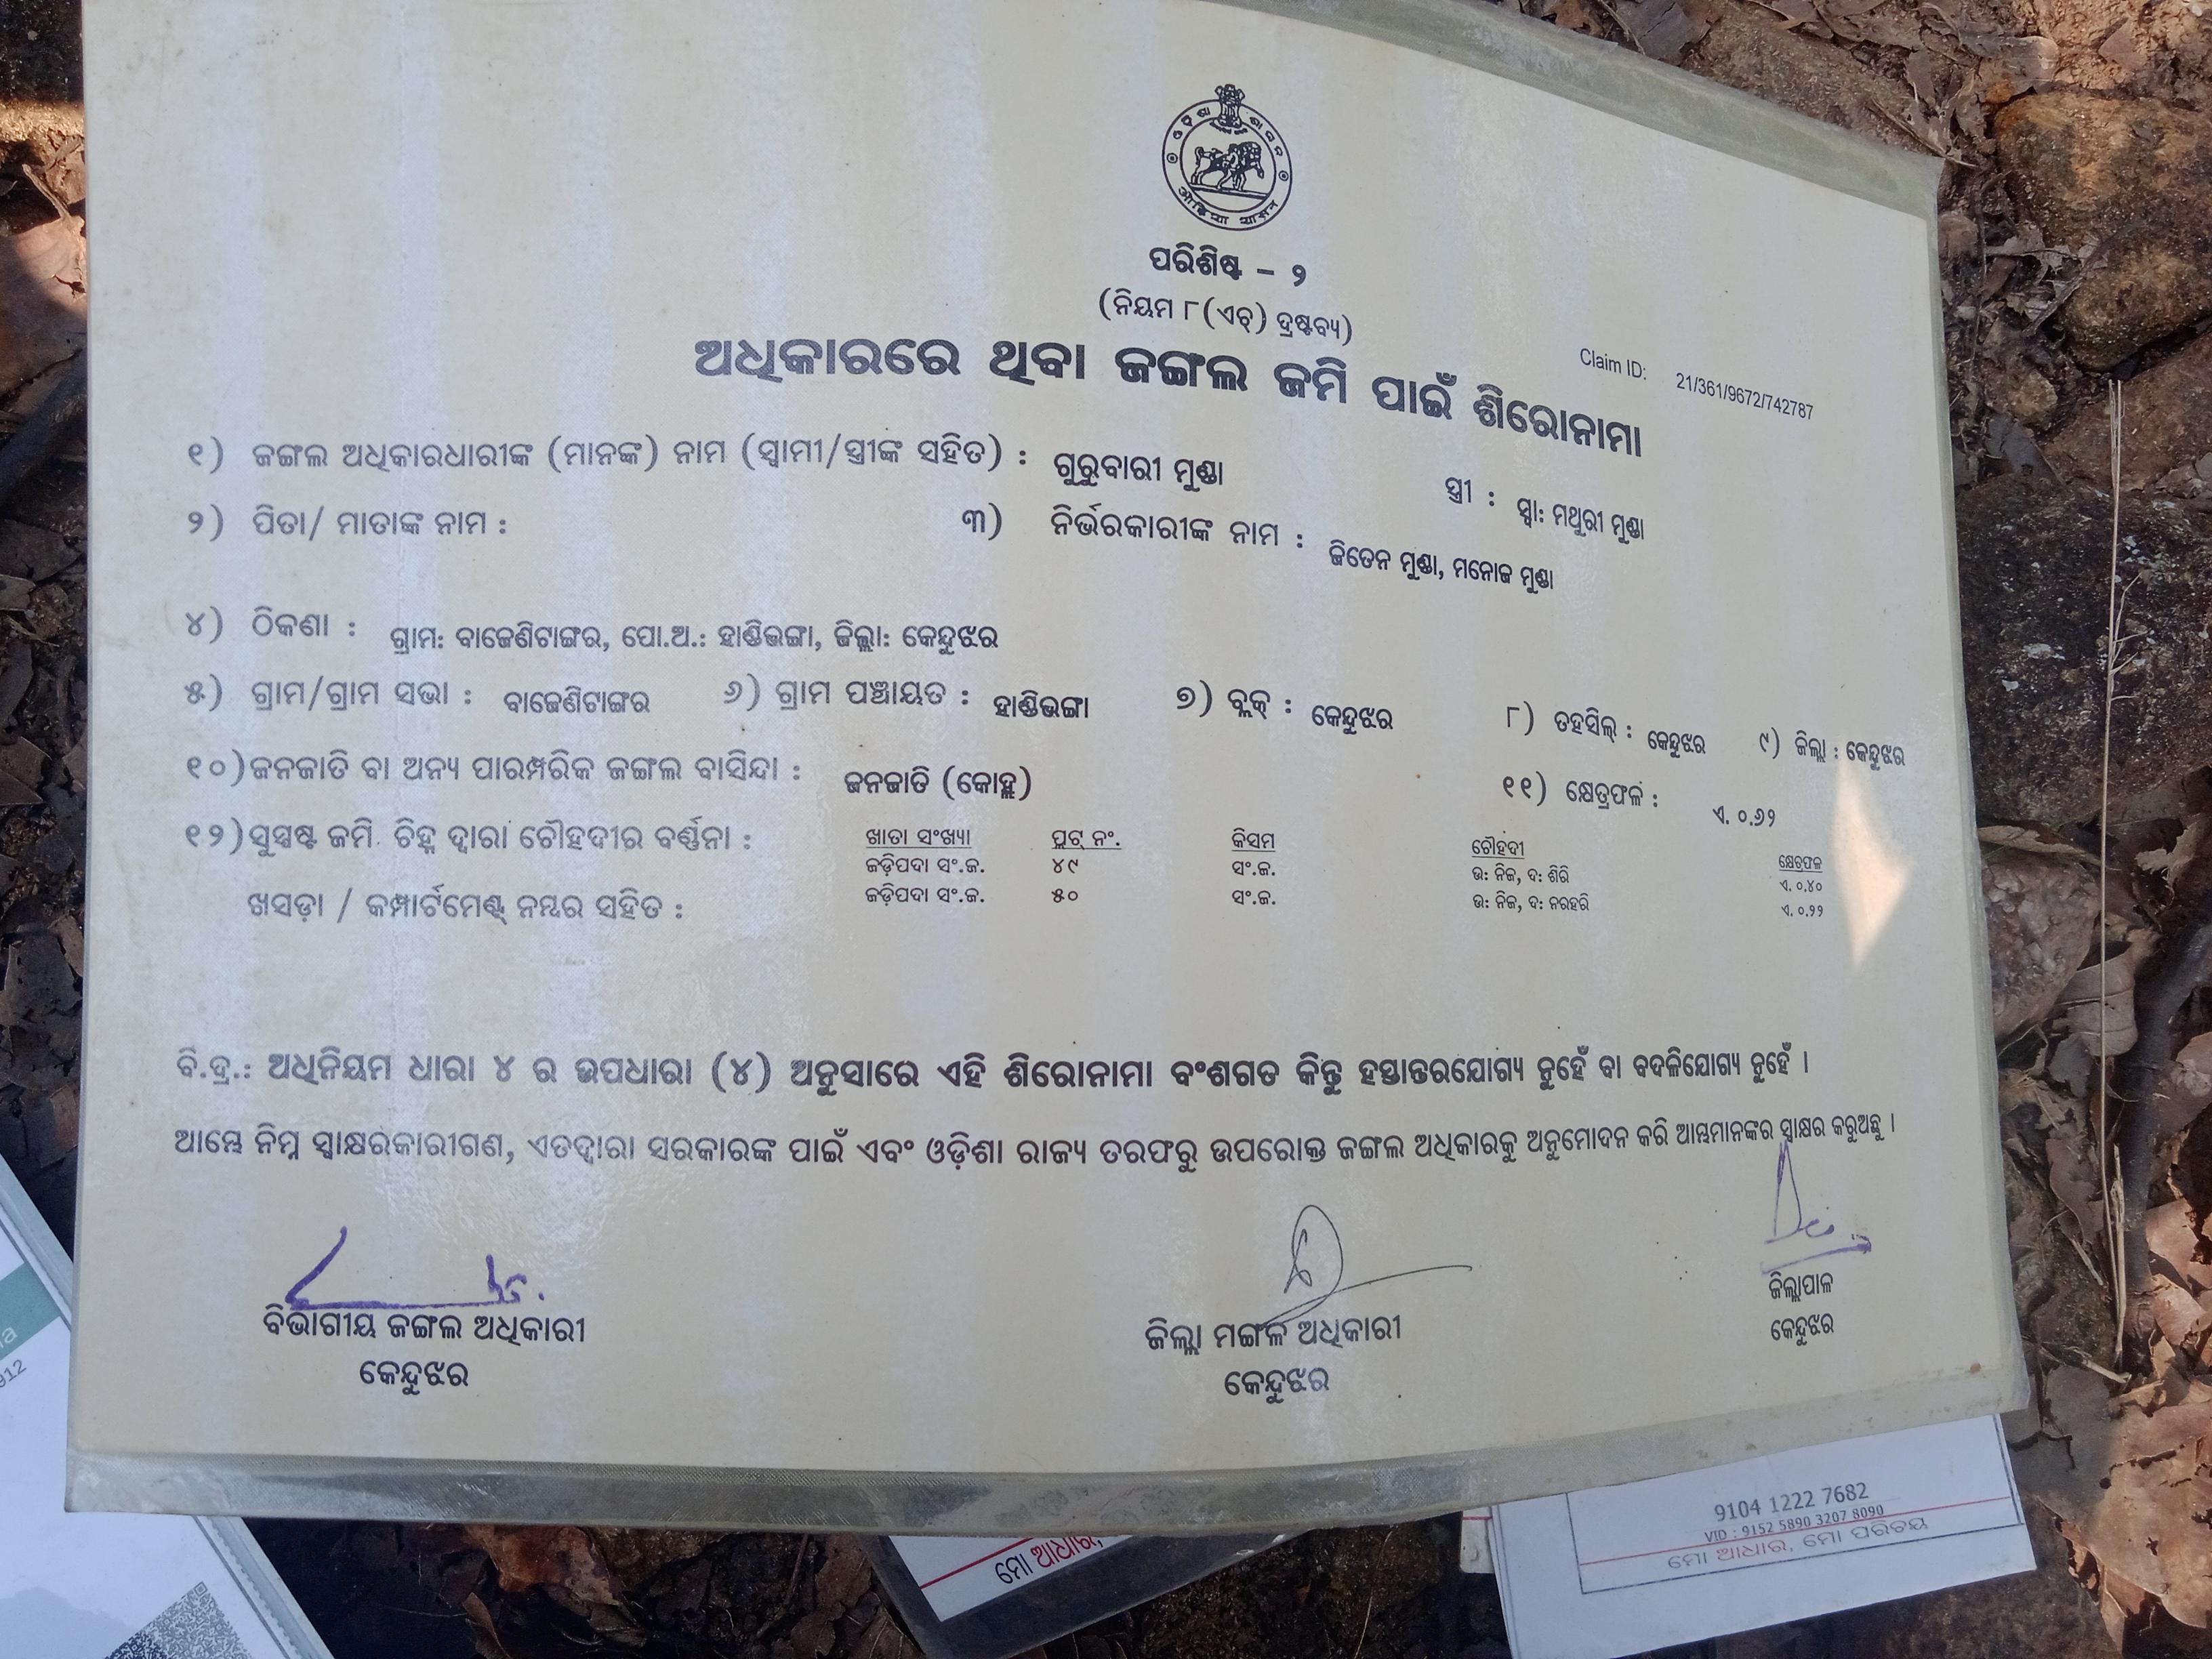 ଓଡ଼ିଶା ଶାସନ
ओड़िशा शासन
ପରିଶିଷ୍ଟ – ୨
(ନିୟମ ୮(ଏଚ୍) ଦ୍ରଷ୍ଟବ୍ୟ)
Claim ID: 21/361/9672/742787
ଅଧିକାରରେ ଥିବା ଜଙ୍ଗଲ ଜମି ପାଇଁ ଶିରୋନାମା
୧) ଜଙ୍ଗଲ ଅଧିକାରଧାରୀଙ୍କ (ମାନଙ୍କ) ନାମ (ସ୍ୱାମୀ/ସ୍ତ୍ରୀଙ୍କ ସହିତ) : ଗୁରୁବାରୀ ମୁଣ୍ଡା ସ୍ତ୍ରୀ : ସ୍ୱା: ମଥୁରୀ ମୁଣ୍ଡା
୨) ପିତା/ ମାତାଙ୍କ ନାମ : ୩) ନିର୍ଭରକାରୀଙ୍କ ନାମ : ଜିତେନ ମୁଣ୍ଡା, ମନୋଜ ମୁଣ୍ଡା
୪) ଠିକଣା : ଗ୍ରାମ: ବାଜେଣିଟାଙ୍ଗର, ପୋ.ଅ.: ହାଣ୍ଡିଭଙ୍ଗା, ଜିଲ୍ଲା: କେନ୍ଦୁଝର
୫) ଗ୍ରାମ/ଗ୍ରାମ ସଭା : ବାଜେଣିଟାଙ୍ଗର ୬) ଗ୍ରାମ ପଞ୍ଚାୟତ : ହାଣ୍ଡିଭଙ୍ଗା ୭) ବ୍ଲକ୍ : କେନ୍ଦୁଝର ୮) ତହସିଲ୍ : କେନ୍ଦୁଝର ୯) ଜିଲ୍ଲା : କେନ୍ଦୁଝର
୧୦) ଜନଜାତି ବା ଅନ୍ୟ ପାରମ୍ପରିକ ଜଙ୍ଗଲ ବାସିନ୍ଦା : ଜନଜାତି (କୋହ୍ଲ) ୧୧) କ୍ଷେତ୍ରଫଳ : ଏ. ୦.୬୨
୧୨) ସୁସ୍ପଷ୍ଟ ଜମି ଚିହ୍ନ ଦ୍ୱାରା ଚୌହଦୀର ବର୍ଣ୍ଣନା :
ଖସଡ଼ା / କମ୍ପାର୍ଟମେଣ୍ଟ୍ ନମ୍ବର ସହିତ :
ଖାତା ସଂଖ୍ୟା ପ୍ଲଟ୍ ନଂ. କିସମ ଚୌହଦୀ କ୍ଷେତ୍ରଫଳ
ଜଡ଼ିପଦା ସଂ.ଜ. ୪୯ ସଂ.ଜ. ଉ: ନିଜ, ଦ: ଶିରି ଏ. ୦.୪୦
ଜଡ଼ିପଦା ସଂ.ଜ. ୫୦ ସଂ.ଜ. ଉ: ନିଜ, ଦ: ନରହରି ଏ. ୦.୨୨
ବି.ଦ୍ର.: ଅଧିନିୟମ ଧାରା ୪ ର ଉପଧାରା (୪) ଅନୁସାରେ ଏହି ଶିରୋନାମା ବଂଶଗତ କିନ୍ତୁ ହସ୍ତାନ୍ତରଯୋଗ୍ୟ ନୁହେଁ ବା ବଦଳିଯୋଗ୍ୟ ନୁହେଁ ।
ଆମ୍ଭେ ନିମ୍ନ ସ୍ୱାକ୍ଷରକାରୀଗଣ, ଏତଦ୍ୱାରା ସରକାରଙ୍କ ପାଇଁ ଏବଂ ଓଡ଼ିଶା ରାଜ୍ୟ ତରଫରୁ ଉପରୋକ୍ତ ଜଙ୍ଗଲ ଅଧିକାରକୁ ଅନୁମୋଦନ କରି ଆମ୍ଭମାନଙ୍କର ସ୍ୱାକ୍ଷର କରୁଅଛୁ ।
ବିଭାଗୀୟ ଜଙ୍ଗଲ ଅଧିକାରୀ
କେନ୍ଦୁଝର
ଜିଲ୍ଲା ମଙ୍ଗଳ ଅଧିକାରୀ
କେନ୍ଦୁଝର
ଜିଲ୍ଲାପାଳ
କେନ୍ଦୁଝର
ମୋ ଆଧାର,
9104 1222 7682
VID : 9152 5890 3207 8090
ମୋ ଆଧାର, ମୋ ପରିଚୟ